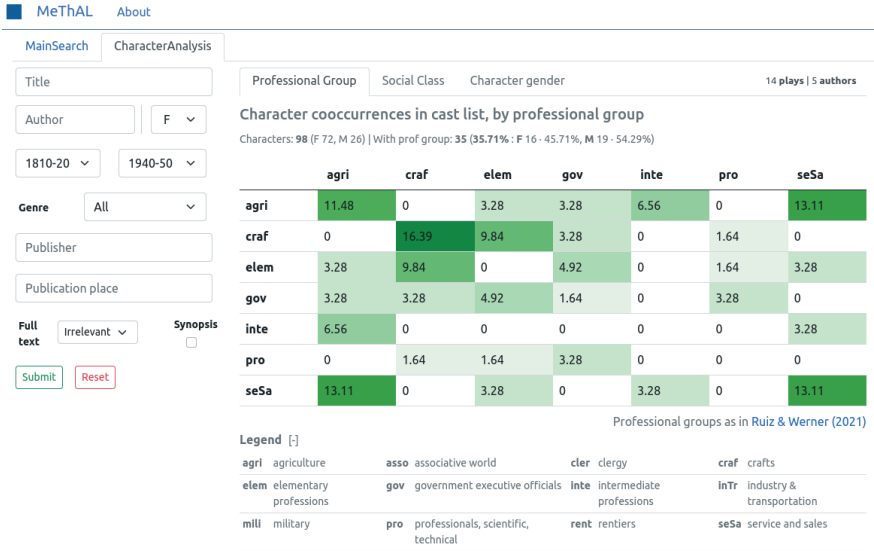 MeThAL About
MainSearch CharacterAnalysis
Title
Author F
1810-20 1940-50
Genre All
Publisher
Publication place
Full text Irrelevant Synopsis
Submit Reset
Professional Group Social Class Character gender 14 plays | 5 authors
Character cooccurrences in cast list, by professional group
Characters: 98 (F 72, M 26) | With prof group: 35 (35.71% : F 16 · 45.71%, M 19 · 54.29%)
agri craf elem gov inte pro seSa
agri 11.48 0 3.28 3.28 6.56 0 13.11
craf 0 16.39 9.84 3.28 0 1.64 0
elem 3.28 9.84 0 4.92 0 1.64 3.28
gov 3.28 3.28 4.92 1.64 0 3.28 0
inte 6.56 0 0 0 0 0 3.28
pro 0 1.64 1.64 3.28 0 0 0
seSa 13.11 0 3.28 0 3.28 0 13.11
Professional groups as in Ruiz & Werner (2021)
Legend [-]
agri agriculture asso associative world cler clergy craf crafts
elem elementary professions gov government executive officials inte intermediate professions inTr industry & transportation
mili military pro professionals, scientific, technical rent rentiers seSa service and sales